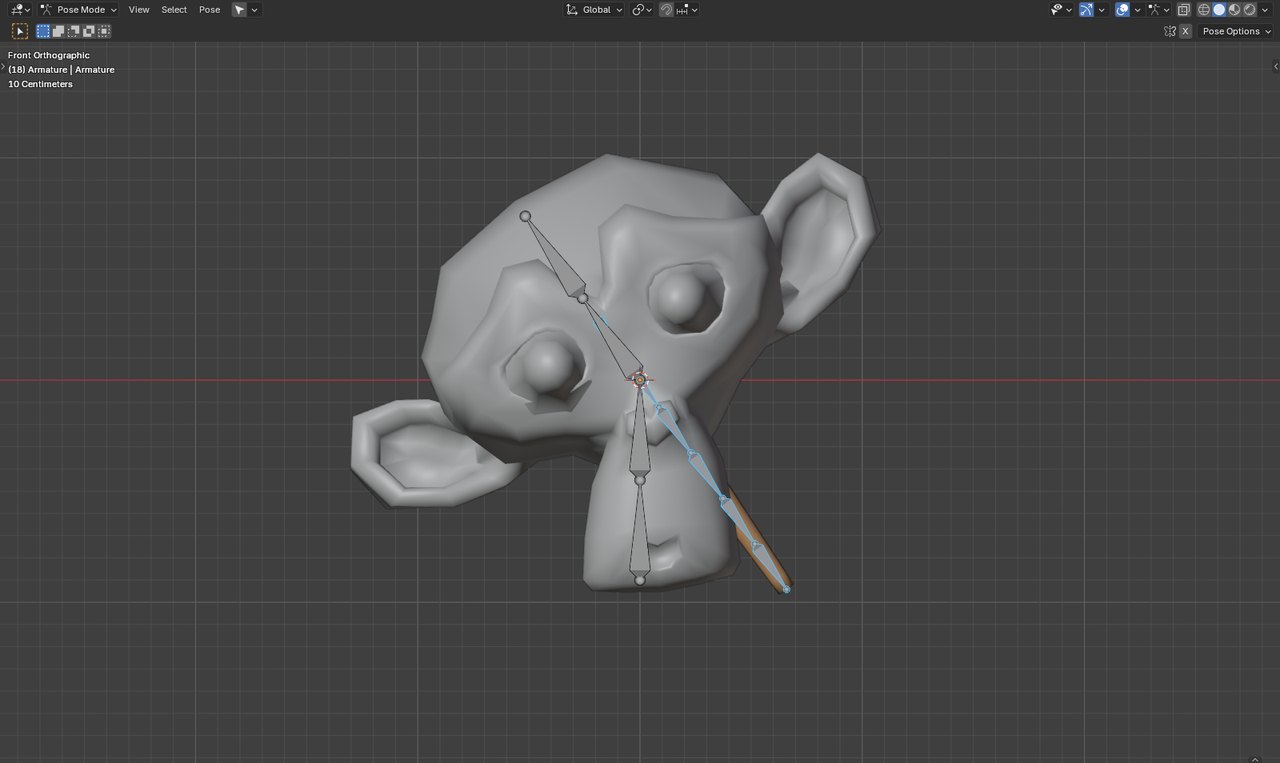 Pose Mode View Select Pose Global
X Pose Options
Front Orthographic
(18) Armature | Armature
10 Centimeters